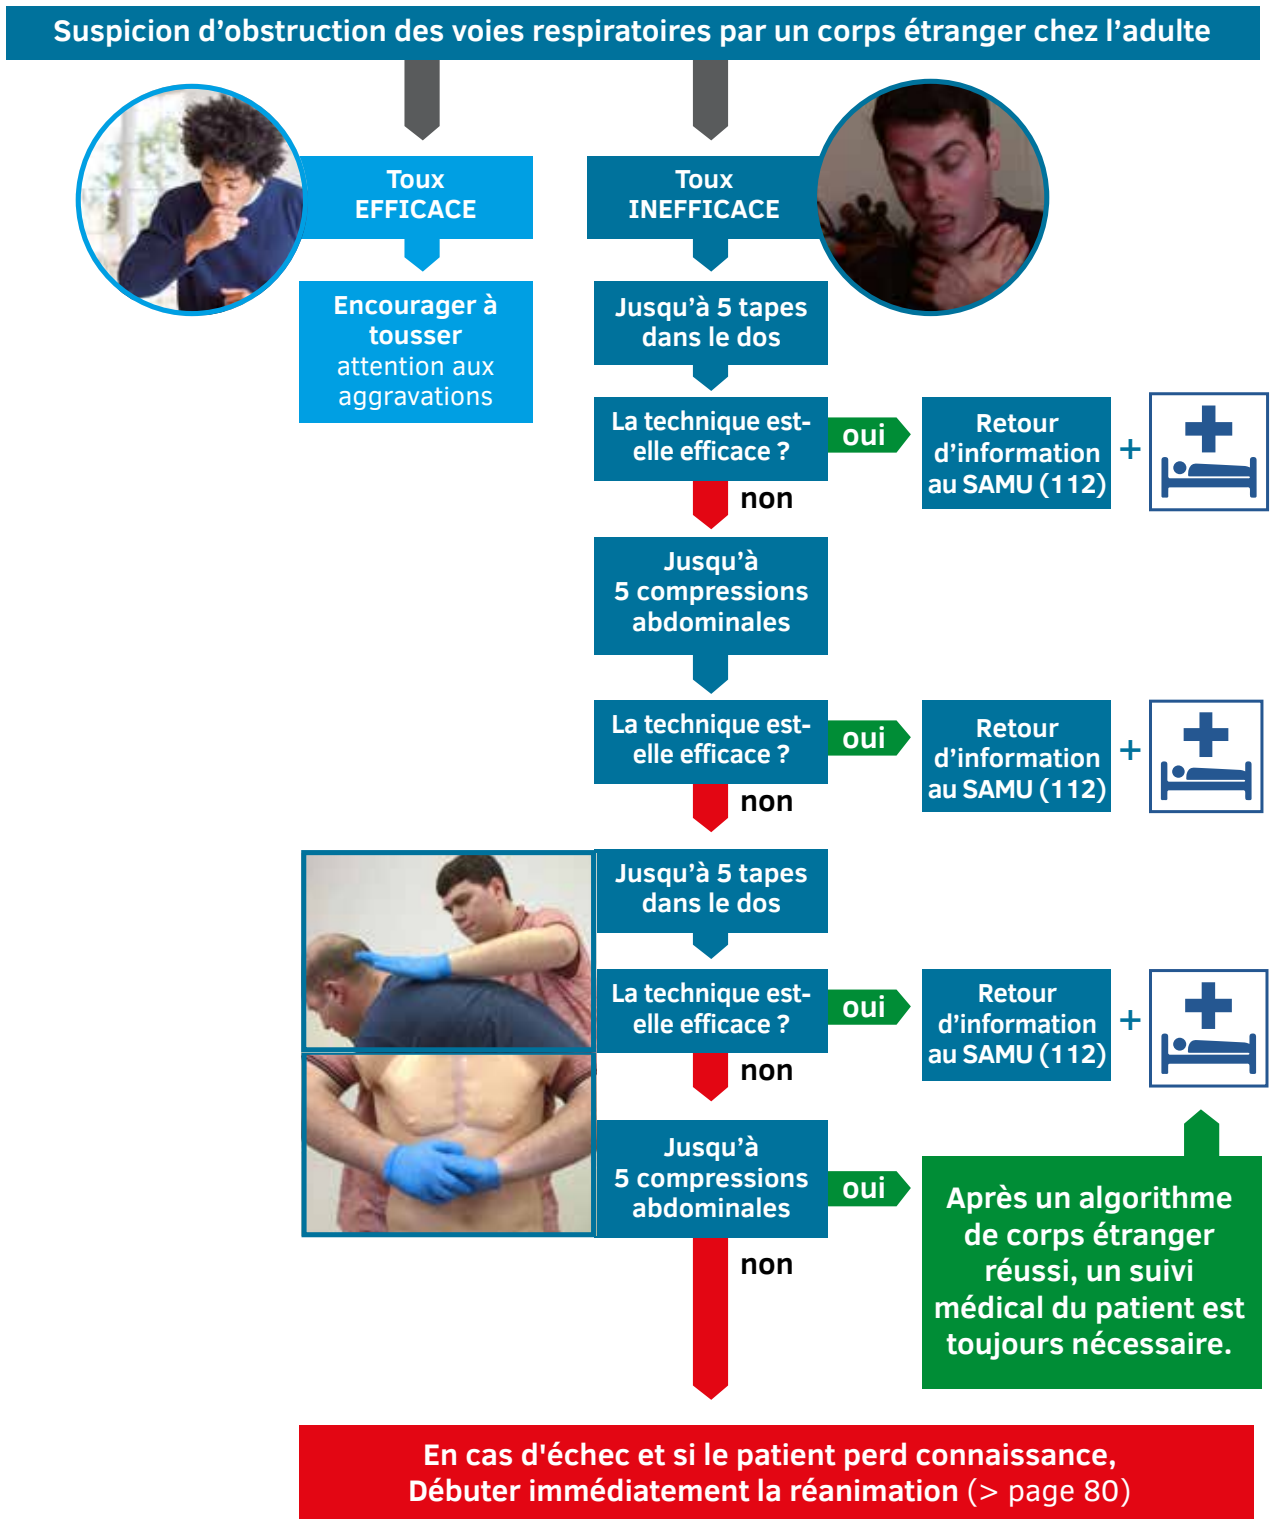 Suspicion d'obstruction des voies respiratoires par un corps étranger chez l'adulte
Toux
EFFICACE
Encourager à
tousser
attention aux
aggravations
Toux
INEFFICACE
Jusqu'à 5 tapes
dans le dos
La technique est-
elle efficace ?
oui
Retour
d'information
au SAMU (112)
+
non
Jusqu'à
5 compressions
abdominales
La technique est-
elle efficace ?
oui
Retour
d'information
au SAMU (112)
+
non
Jusqu'à 5 tapes
dans le dos
La technique est-
elle efficace ?
oui
Retour
d'information
au SAMU (112)
+
non
Jusqu'à
5 compressions
abdominales
oui
Après un algorithme
de corps étranger
réussi, un suivi
médical du patient est
toujours nécessaire.
non
En cas d'échec et si le patient perd connaissance,
Débuter immédiatement la réanimation (> page 80)